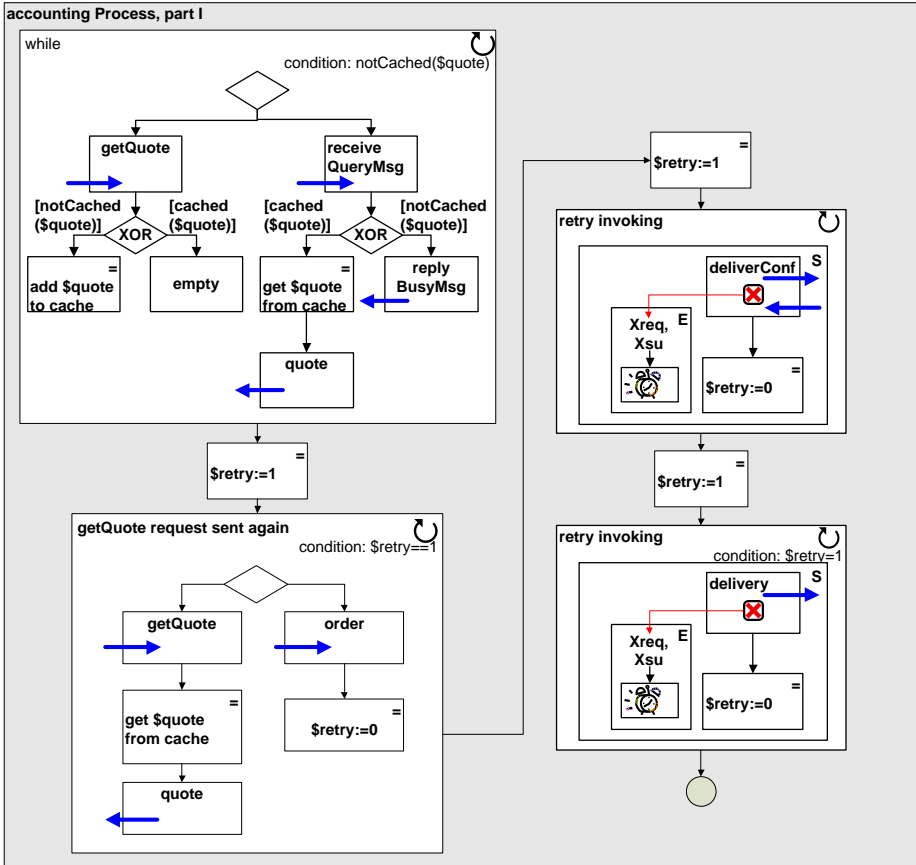 accounting Process, part I
while
condition: notCached($quote)
getQuote
receive
QueryMsg
[notCached
($quote)]
XOR
[cached
($quote)]
[cached
($quote)]
XOR
[notCached
($quote)]
=
add $quote
to cache
empty
=
get $quote
from cache
reply
BusyMsg
quote
=
$retry:=1
getQuote request sent again
condition: $retry==1
getQuote
order
=
get $quote
from cache
=
$retry:=0
quote
=
$retry:=1
retry invoking
S
deliverConf
E
Xreq,
Xsu
=
$retry:=0
=
$retry:=1
retry invoking
condition: $retry=1
S
delivery
E
Xreq,
Xsu
=
$retry:=0